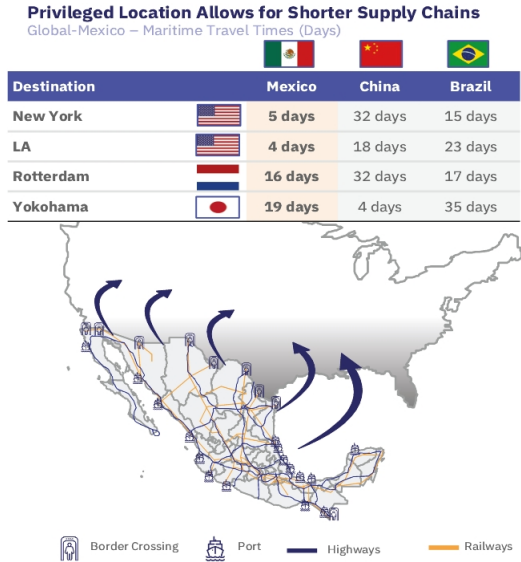 Privileged Location Allows for Shorter Supply Chains
Global-Mexico – Maritime Travel Times (Days)
Destination Mexico China Brazil
New York 5 days 32 days 15 days
LA 4 days 18 days 23 days
Rotterdam 16 days 32 days 17 days
Yokohama 19 days 4 days 35 days
Border Crossing Port Highways Railways